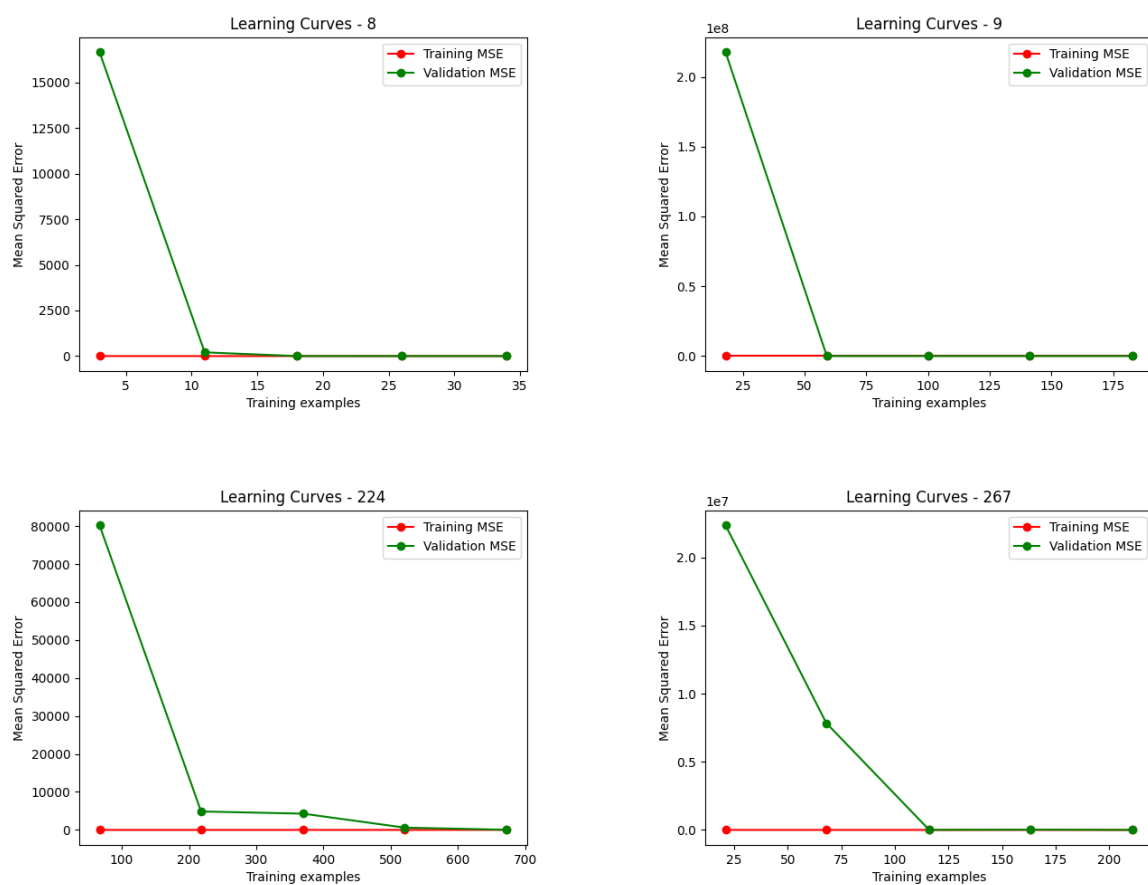 Learning Curves - 8
Training MSE
Validation MSE
Mean Squared Error
15000
12500
10000
7500
5000
2500
0
5
10
15
20
25
30
35
Training examples
Learning Curves - 9
1e8
Training MSE
Validation MSE
Mean Squared Error
2.0
1.5
1.0
0.5
0.0
25
50
75
100
125
150
175
Training examples
Learning Curves - 224
Training MSE
Validation MSE
Mean Squared Error
80000
70000
60000
50000
40000
30000
20000
10000
0
100
200
300
400
500
600
700
Training examples
Learning Curves - 267
1e7
Training MSE
Validation MSE
Mean Squared Error
2.0
1.5
1.0
0.5
0.0
25
50
75
100
125
150
175
200
Training examples